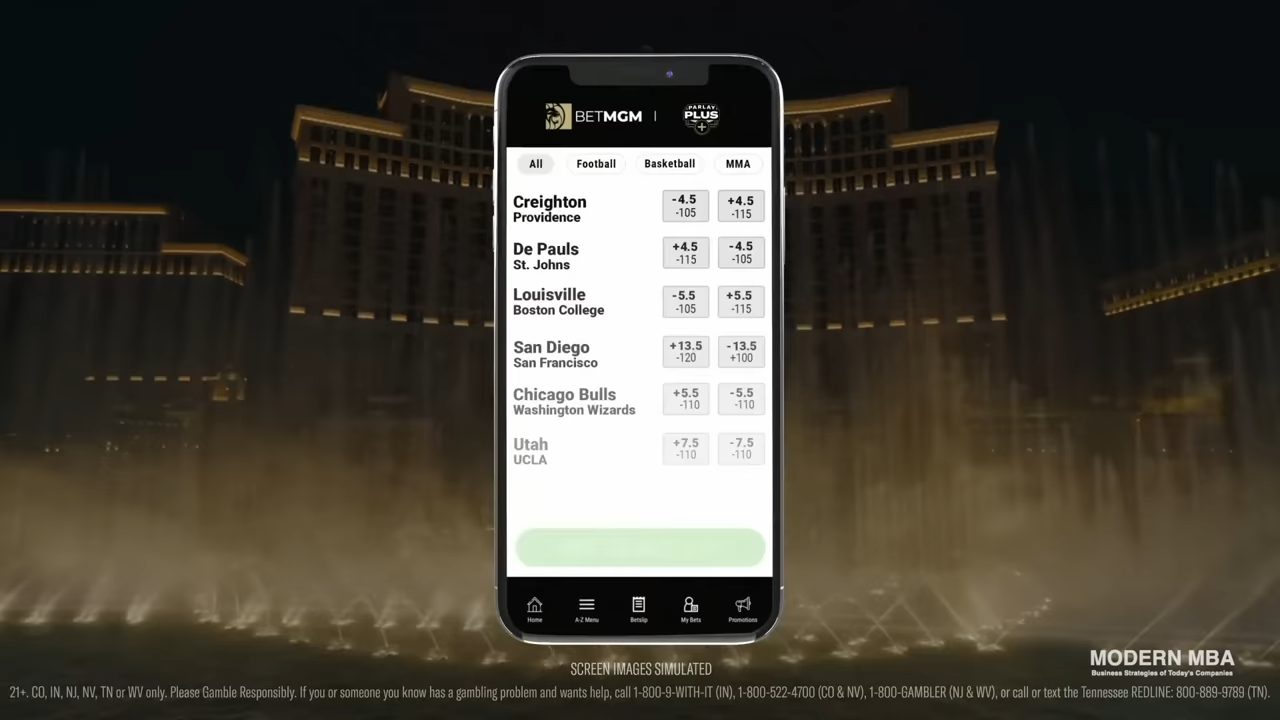 BETMGM | PARLAY PLUS +
All Football Basketball MMA
Creighton -4.5 +4.5
Providence -105 -115
De Pauls +4.5 -4.5
St. Johns -115 -105
Louisville -5.5 +5.5
Boston College -105 -115
San Diego +13.5 -13.5
San Francisco -120 +100
Chicago Bulls +5.5 -5.5
Washington Wizards -110 -110
Utah +7.5 -7.5
UCLA -110 -110
Home A-Z Menu Betslip My Bets Promotions
SCREEN IMAGES SIMULATED
MODERN MBA
Business Strategies of Today's Companies
21+. CO, IN, NJ, NV, TN or WV only. Please Gamble Responsibly. If you or someone you know has a gambling problem and wants help, call 1-800-9-WITH-IT (IN), 1-800-522-4700 (CO & NV), 1-800-GAMBLER (NJ & WV), or call or text the Tennessee REDLINE: 800-889-9789 (TN).